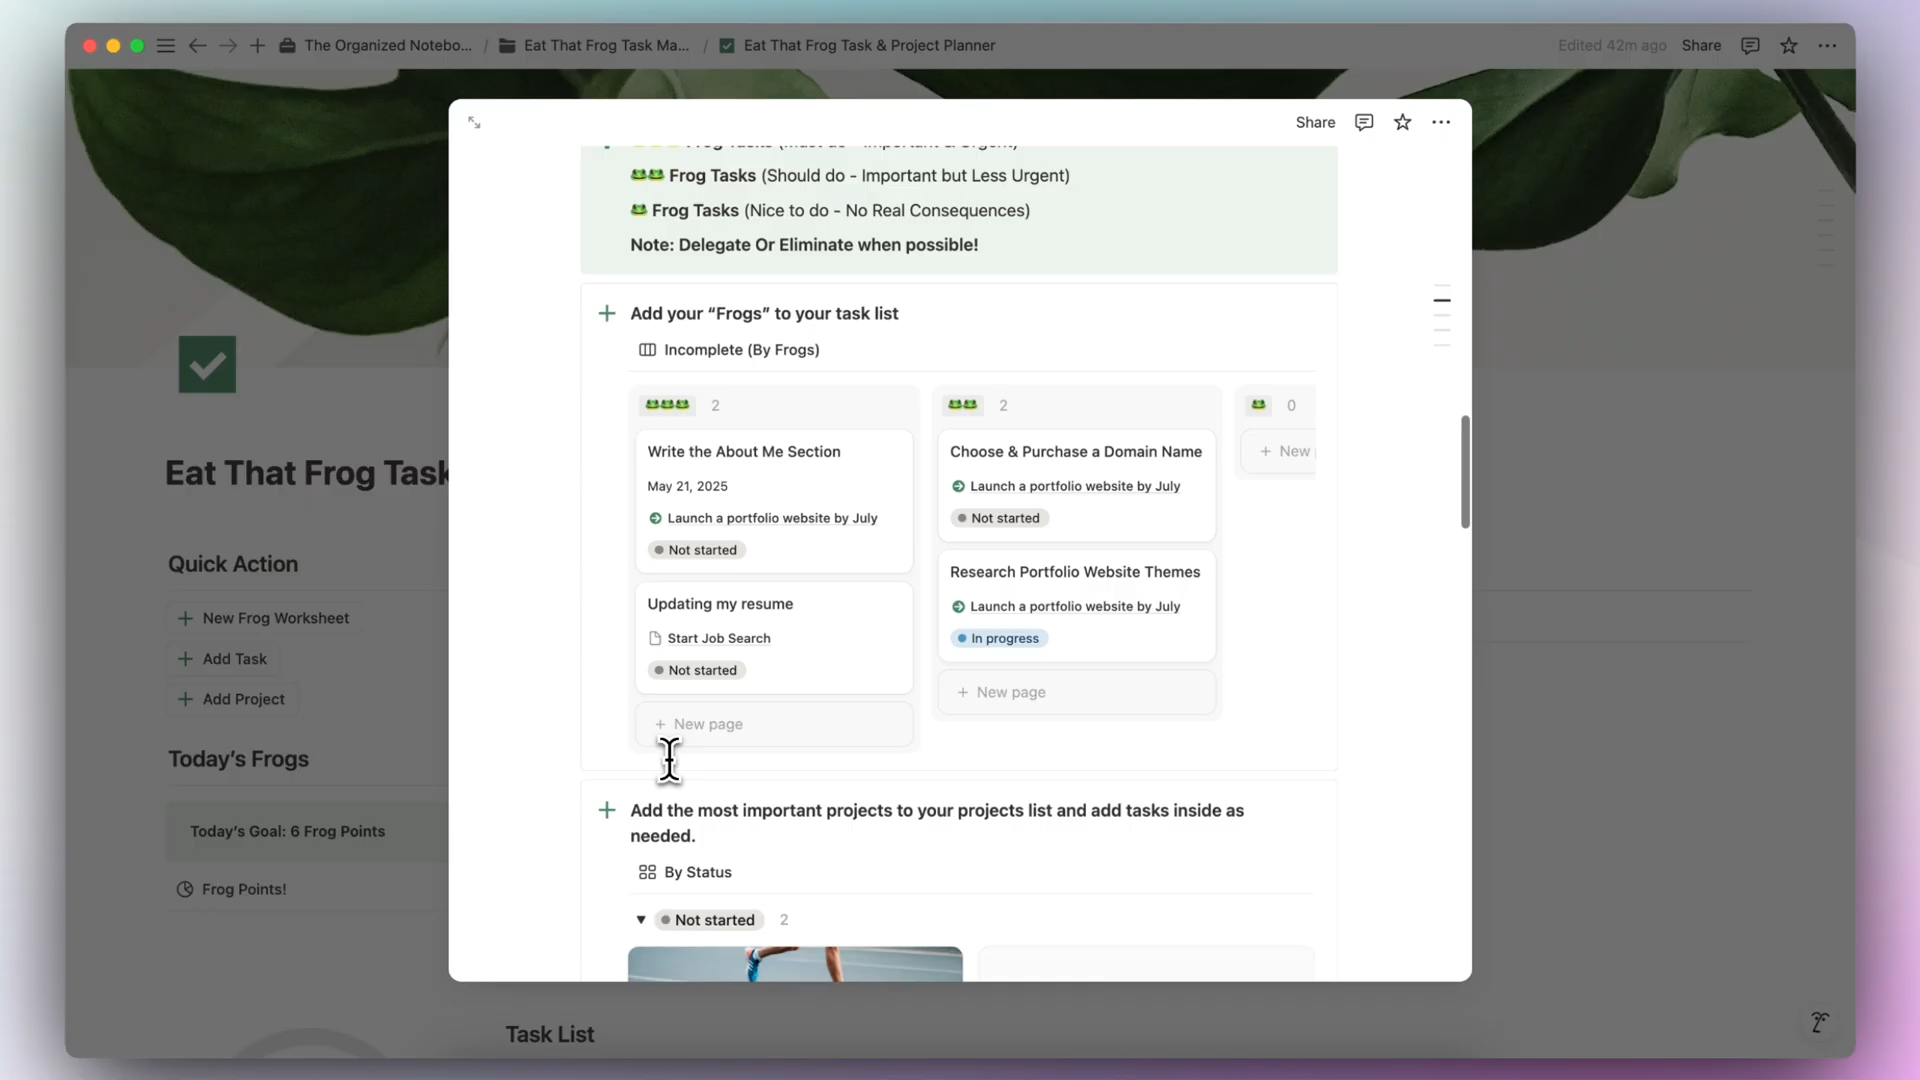 The Organized Notebo... / Eat That Frog Task Ma... / Eat That Frog Task & Project Planner
Edited 42m ago Share
Share
Frog Tasks (Must do - Important & Urgent)
Frog Tasks (Should do - Important but Less Urgent)
Frog Tasks (Nice to do - No Real Consequences)
Note: Delegate Or Eliminate when possible!
Add your “Frogs” to your task list
Incomplete (By Frogs)
2
2
0
Write the About Me Section
May 21, 2025
Launch a portfolio website by July
Not started
Updating my resume
Start Job Search
Not started
+ New page
Choose & Purchase a Domain Name
Launch a portfolio website by July
Not started
Research Portfolio Website Themes
Launch a portfolio website by July
In progress
+ New page
+ New
Add the most important projects to your projects list and add tasks inside as
needed.
By Status
Not started 2
Eat That Frog Task
Quick Action
+ New Frog Worksheet
+ Add Task
+ Add Project
Today’s Frogs
Today’s Goal: 6 Frog Points
Frog Points!
Task List